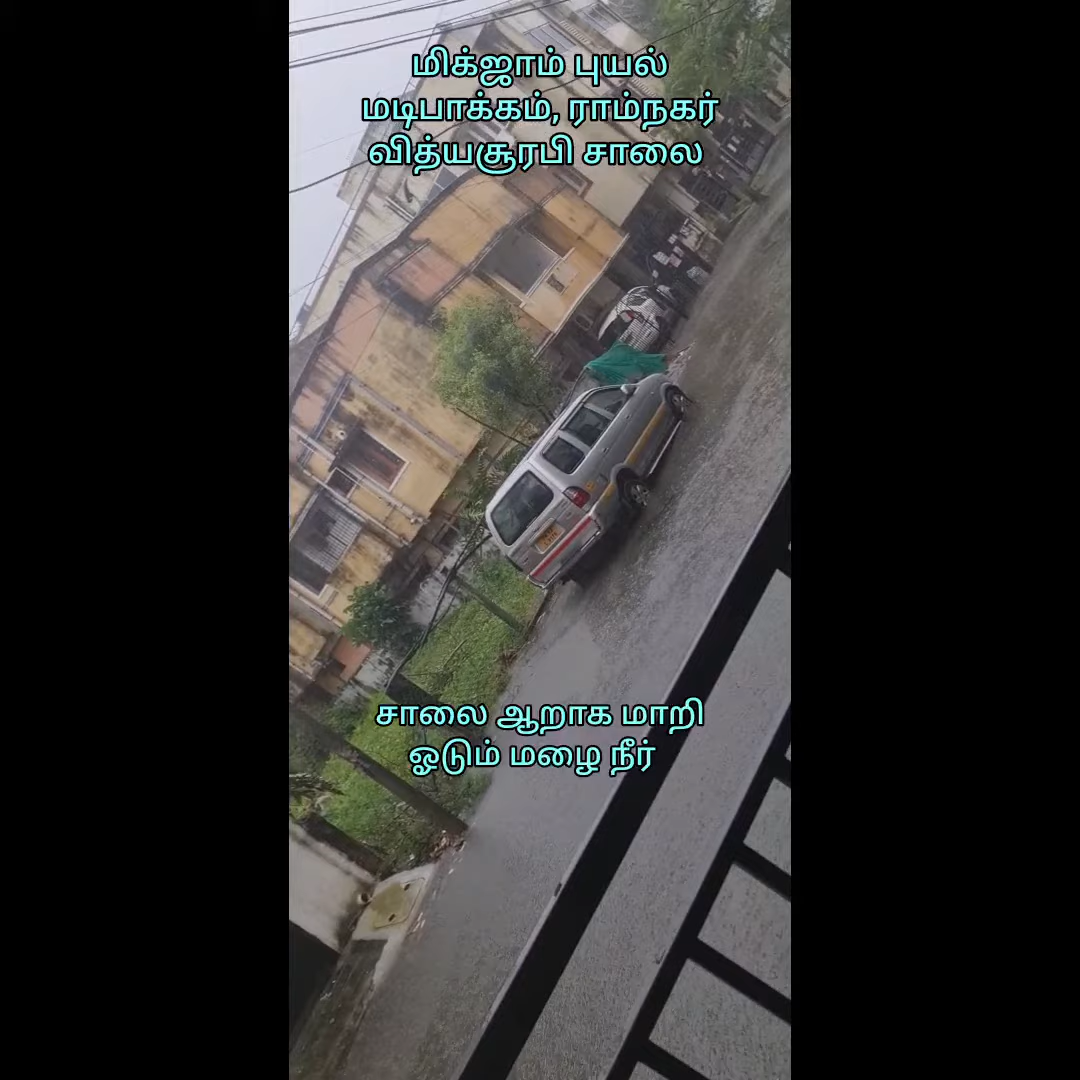 மிக்ஜாம் புயல்
மடிபாக்கம், ராம்நகர்
வித்யசூரபி சாலை
சாலை ஆறாக மாறி
ஓடும் மழை நீர்